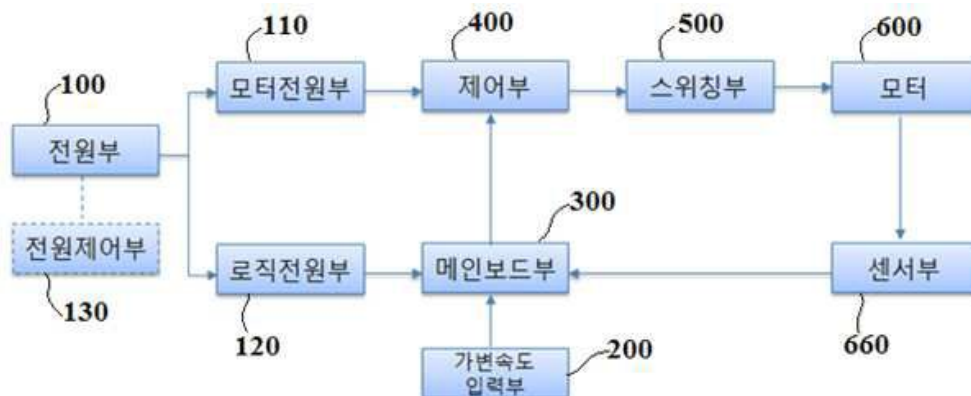 110
400
500
600
모터전원부
제어부
스위칭부
모터
100
전원부
300
전원제어부
로직전원부
메인보드부
센서부
130
120
200
660
가변속도
입력부